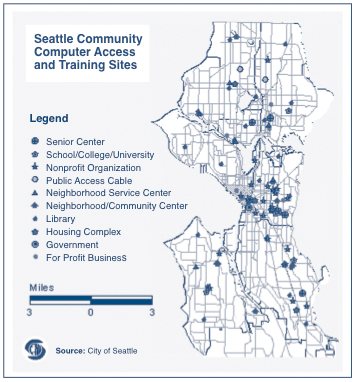 Seattle Community
Computer Access
and Training Sites
Legend
Senior Center
School/College/University
Nonprofit Organization
Public Access Cable
Neighborhood Service Center
Neighborhood/Community Center
Library
Housing Complex
Government
For Profit Business
Miles
3 0 3
Source: City of Seattle